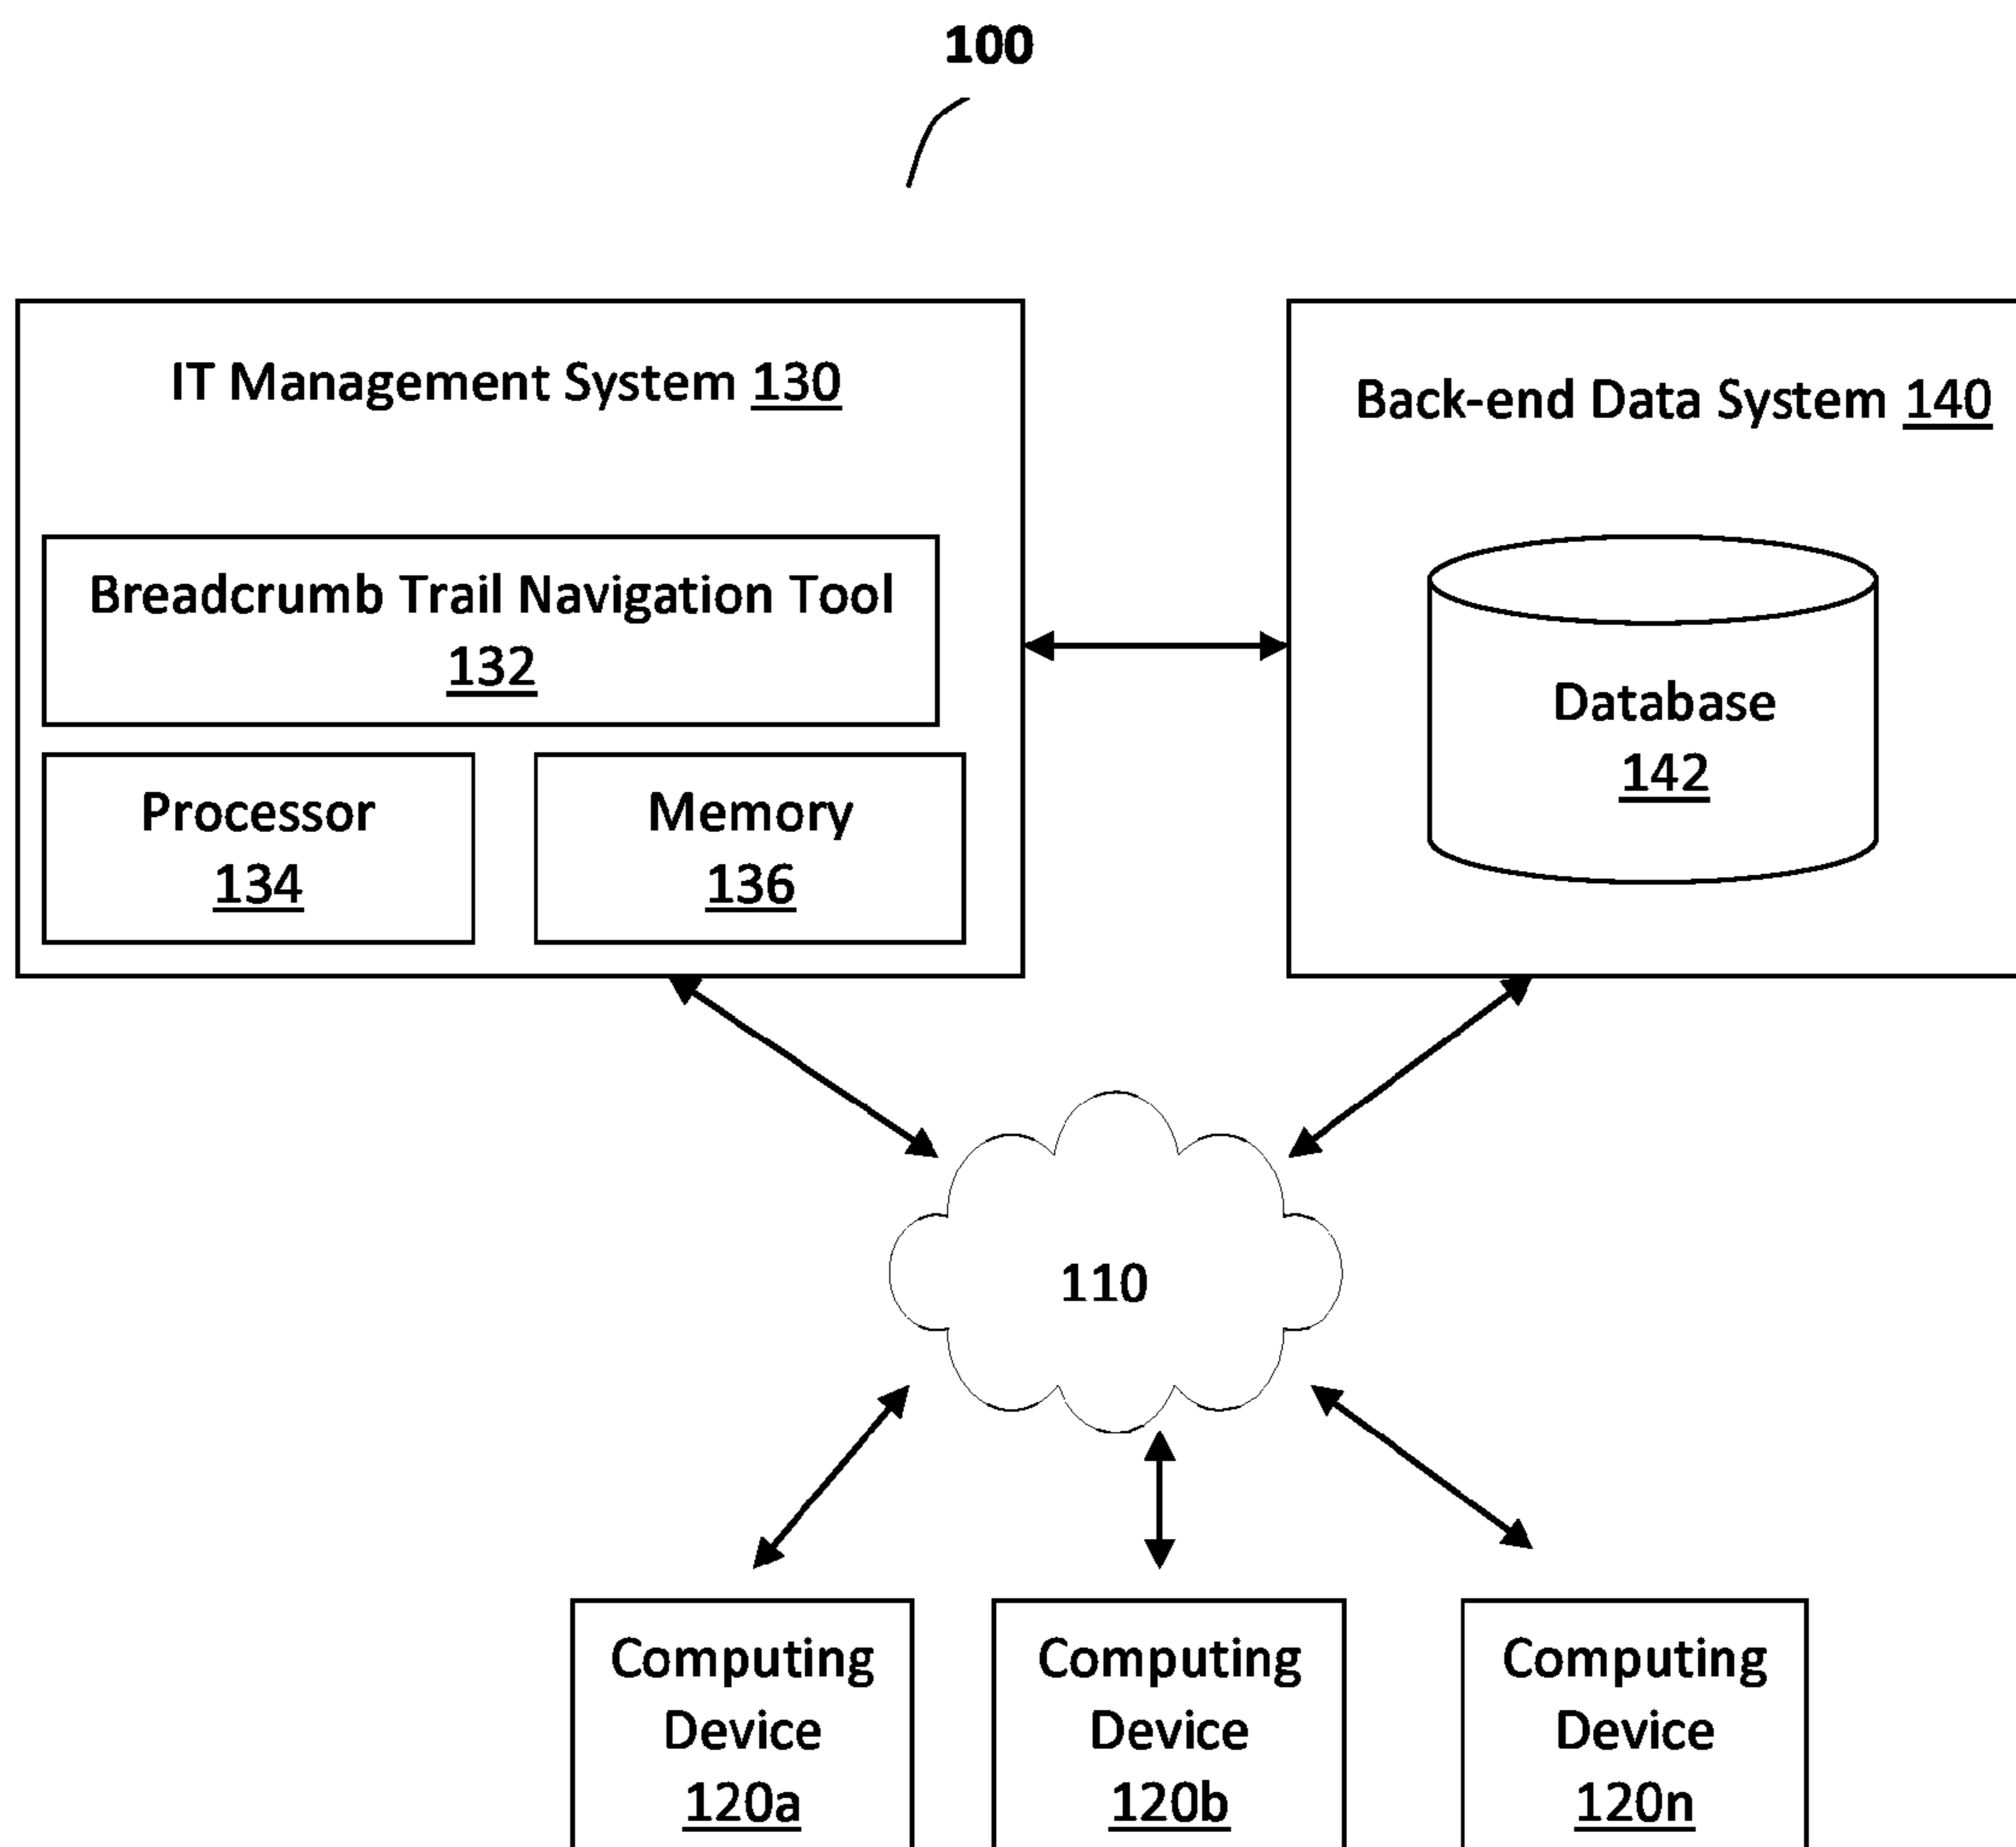 100
IT Management System 130
Back-end Data System 140
Breadcrumb Trail Navigation Tool
132
Processor
134
Memory
136
Database
142
110
Computing
Device
120a
Computing
Device
120b
Computing
Device
120n